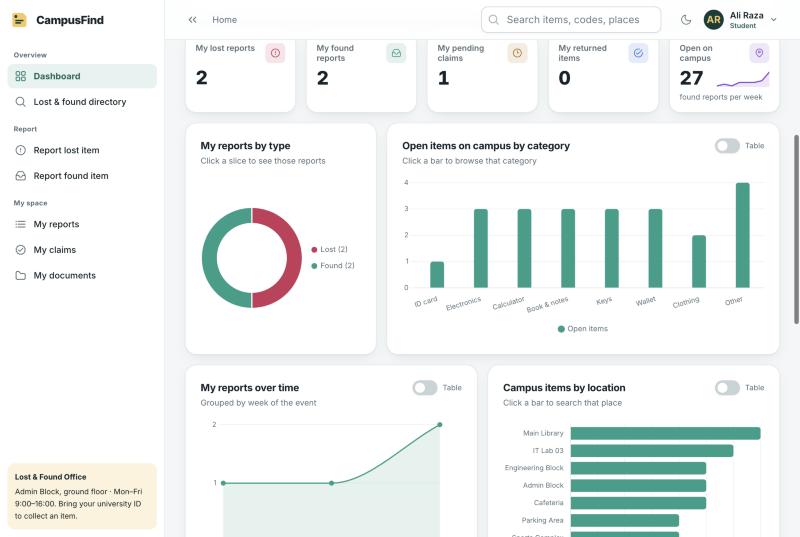 CampusFind
Home
Search items, codes, places
AR
Ali Raza
Student
Overview
Dashboard
Lost & found directory
Report
Report lost item
Report found item
My space
My reports
My claims
My documents
Lost & Found Office
Admin Block, ground floor · Mon–Fri
9:00–16:00. Bring your university ID
to collect an item.
My lost reports
2
My found
reports
2
My pending
claims
1
My returned
items
0
Open on
campus
27
found reports per week
My reports by type
Click a slice to see those reports
Lost (2)
Found (2)
Open items on campus by category
Table
Click a bar to browse that category
4
3
2
1
0
ID card
Electronics
Calculator
Book & notes
Keys
Wallet
Clothing
Other
Open items
My reports over time
Table
Grouped by week of the event
2
1
Campus items by location
Table
Click a bar to search that place
Main Library
IT Lab 03
Engineering Block
Admin Block
Cafeteria
Parking Area